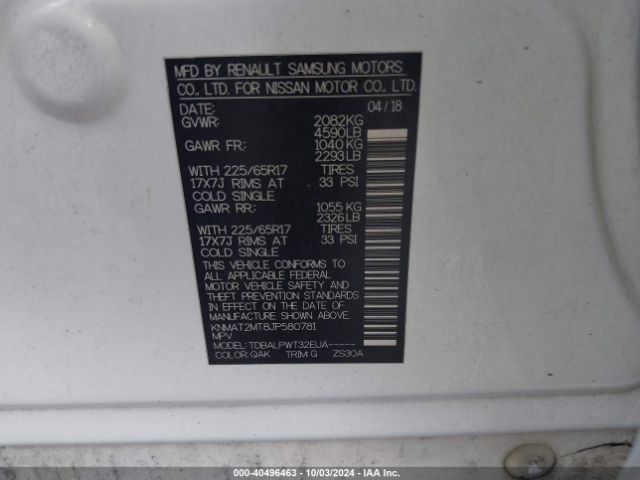 MFD BY RENAULT SAMSUNG MOTORS
CO., LTD. FOR NISSAN MOTOR CO., LTD.
DATE: 04/18
GVWR: 2082KG
4590LB
GAWR FR: 1040KG
2293LB
WITH 225/65R17 TIRES
17X7J RIMS AT 33 PSI
COLD SINGLE
GAWR RR: 1055KG
2326LB
WITH 225/65R17 TIRES
17X7J RIMS AT 33 PSI
COLD SINGLE
THIS VEHICLE CONFORMS TO
ALL APPLICABLE FEDERAL
MOTOR VEHICLE SAFETY AND
THEFT PREVENTION STANDARDS
IN EFFECT ON THE DATE OF
MANUFACTURE SHOWN ABOVE.
KNMAT2MT8JP580781
MPV
MODEL: TDBALPWT32EUA-----
COLOR: QAK TRIM: G ZS30A
000-40496463 - 10/03/2024 - IAA Inc.